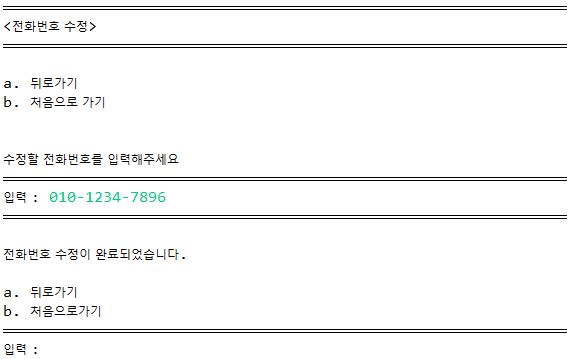 <전화번호 수정>
a. 뒤로가기
b. 처음으로 가기
수정할 전화번호를 입력해주세요
입력 : 010-1234-7896
전화번호 수정이 완료되었습니다.
a. 뒤로가기
b. 처음으로가기
입력 :